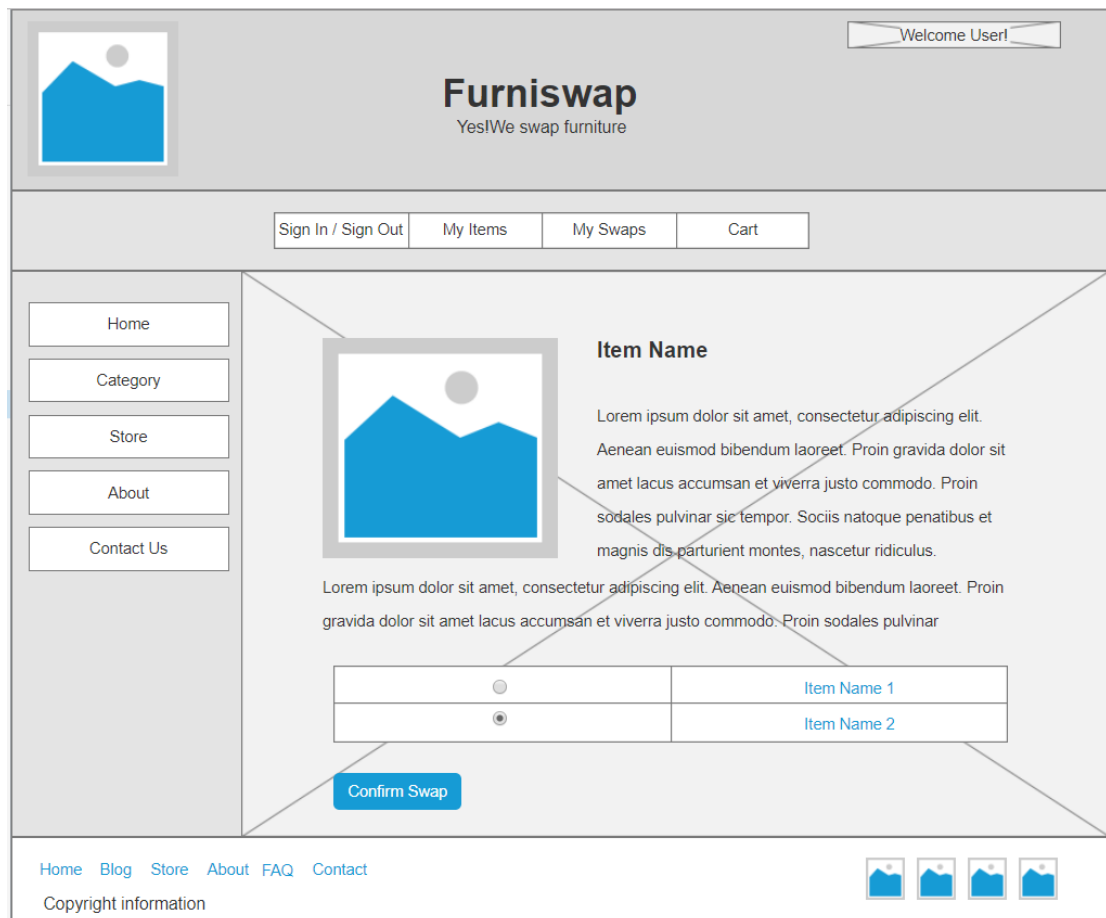 Welcome User!
Furniswap
Yes!We swap furniture
Sign In / Sign Out My Items My Swaps Cart
Home
Category
Store
About
Contact Us
Item Name
Lorem ipsum dolor sit amet, consectetur adipiscing elit.
Aenean euismod bibendum laoreet. Proin gravida dolor sit
amet lacus accumsan et viverra justo commodo. Proin
sodales pulvinar sic tempor. Sociis natoque penatibus et
magnis dis parturient montes, nascetur ridiculus.
Lorem ipsum dolor sit amet, consectetur adipiscing elit. Aenean euismod bibendum laoreet. Proin
gravida dolor sit amet lacus accumsan et viverra justo commodo. Proin sodales pulvinar
Item Name 1
Item Name 2
Confirm Swap
Home Blog Store About FAQ Contact
Copyright information